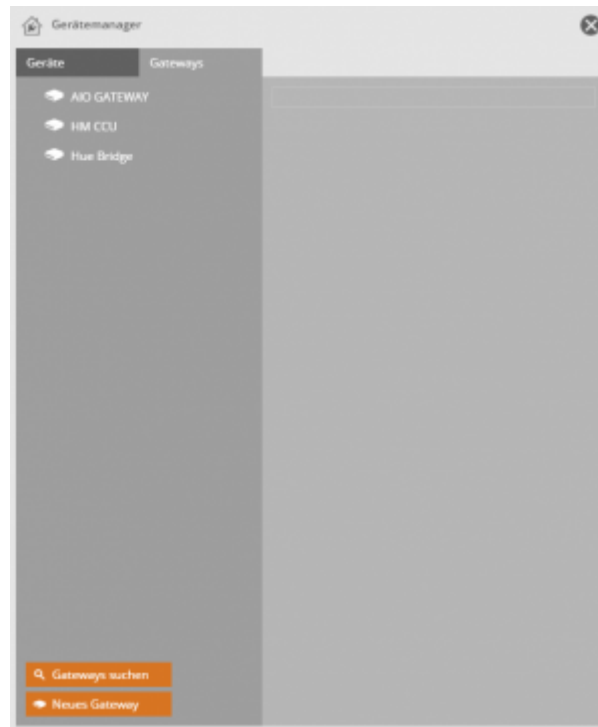 Gerätemanager
Geräte Gateways
AIO GATEWAY
HM CCU
Hue Bridge
Gateways suchen
Neues Gateway